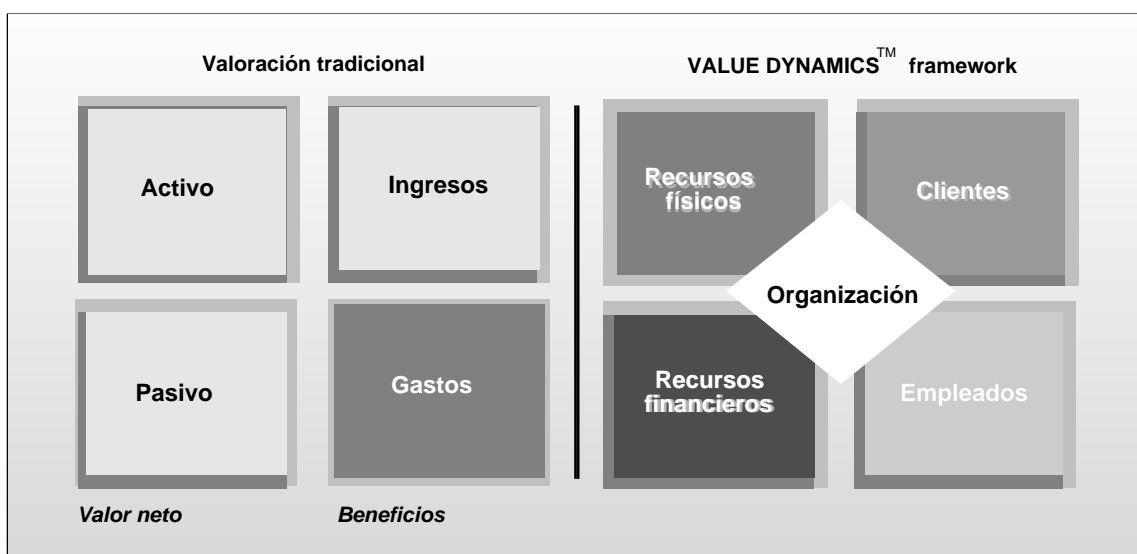 Valoración tradicional
VALUE DYNAMICS™ framework
Activo
Ingresos
Pasivo
Gastos
Valor neto
Beneficios
Recursos
físicos
Clientes
Organización
Recursos
financieros
Empleados